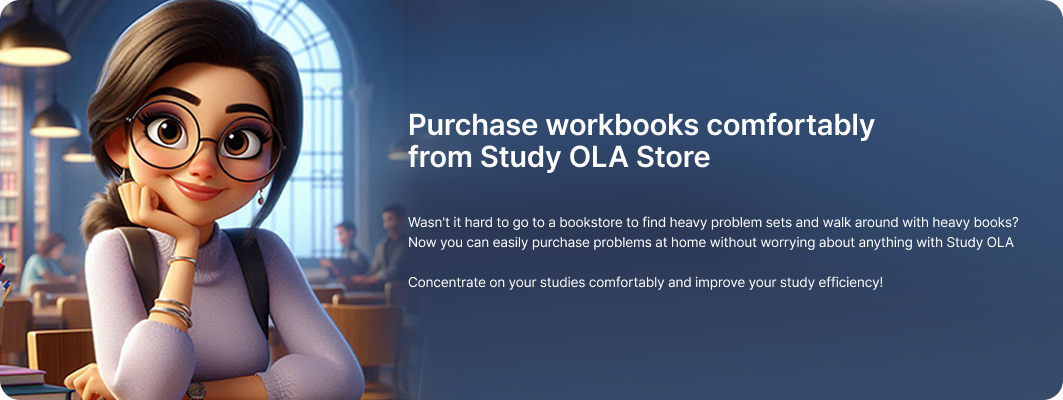 Purchase workbooks comfortably
from Study OLA Store
Wasn't it hard to go to a bookstore to find heavy problem sets and walk around with heavy books?
Now you can easily purchase problems at home without worrying about anything with Study OLA
Concentrate on your studies comfortably and improve your study efficiency!